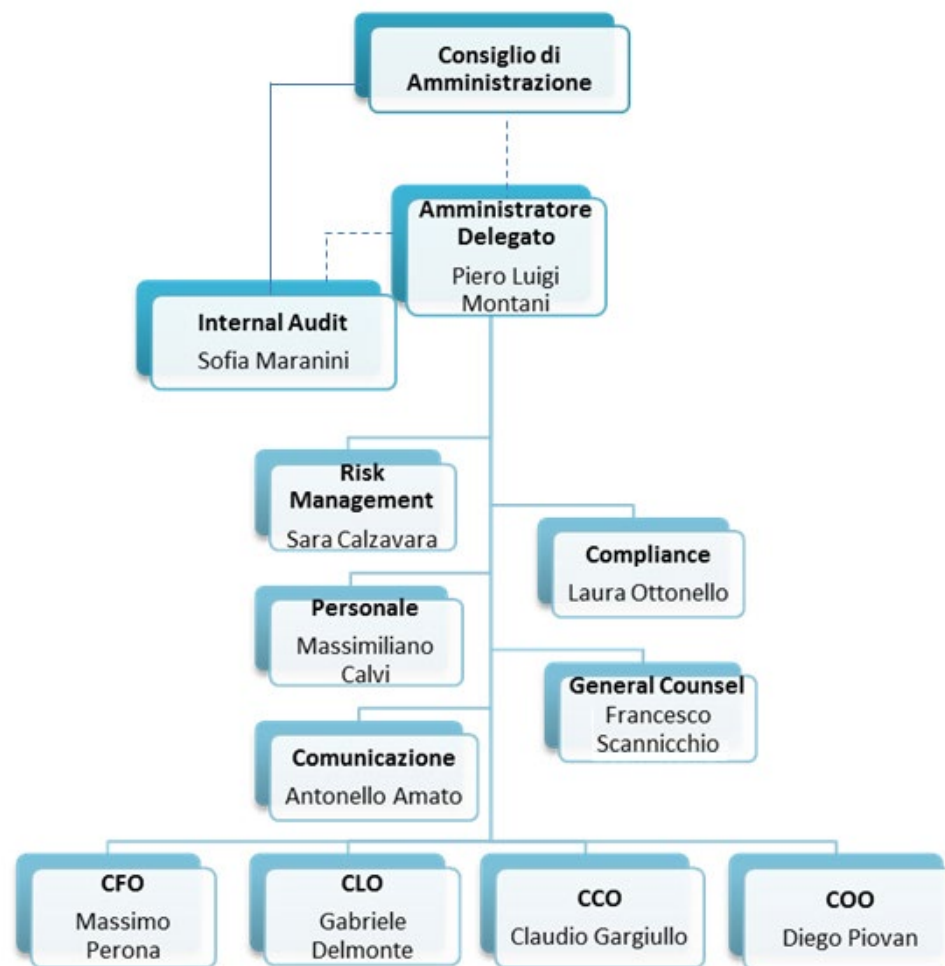 Consiglio di
Amministrazione
Amministratore
Delegato
Piero Luigi
Montani
Internal Audit
Sofia Maranini
Risk
Management
Sara Calzavara
Compliance
Laura Ottonello
Personale
Massimiliano
Calvi
General Counsel
Francesco
Scannicchio
Comunicazione
Antonello Amato
CFO
Massimo
Perona
CLO
Gabriele
Delmonte
CCO
Claudio Gargiullo
COO
Diego Piovan